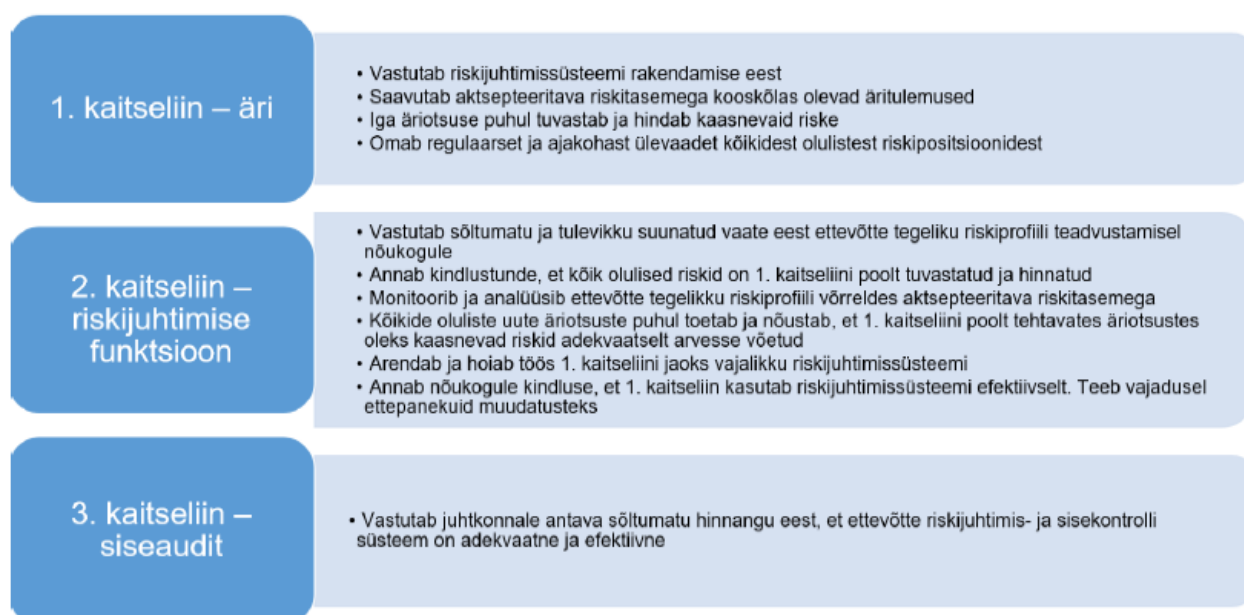 1. kaitseliin – äri
• Vastutab riskijuhtimissüsteemi rakendamise eest
• Saavutab aktsepteeritava riskitasemega kooskõlas olevad äritulemused
• Iga äriotsuse puhul tuvastab ja hindab kaasnevaid riske
• Omab regulaarset ja ajakohast ülevaadet kõikidest olulistest riskipositsioonidest
2. kaitseliin –
riskijuhtimise
funktsioon
• Vastutab sõltumatu ja tulevikku suunatud vaate eest ettevõtte tegeliku riskiprofiili teadvustamisel
nõukogule
• Annab kindlustunde, et kõik olulised riskid on 1. kaitseliini poolt tuvastatud ja hinnatud
• Monitoorib ja analüüsib ettevõtte tegelikku riskiprofiili võrreldes aktsepteeritava riskitasemega
• Kõikide oluliste uute äriotsuste puhul toetab ja nõustab, et 1. kaitseliini poolt tehtavates äriotsustes
oleks kaasnevad riskid adekvaatselt arvesse võetud
• Arendab ja hoiab töös 1. kaitseliini jaoks vajalikku riskijuhtimissüsteemi
• Annab nõukogule kindluse, et 1. kaitseliin kasutab riskijuhtimissüsteemi efektiivselt. Teeb vajadusel
ettepanekuid muudatusteks
3. kaitseliin –
siseaudit
• Vastutab juhtkonnale antava sõltumatu hinnangu eest, et ettevõtte riskijuhtimis- ja sisekontrolli
süsteem on adekvaatne ja efektiivne